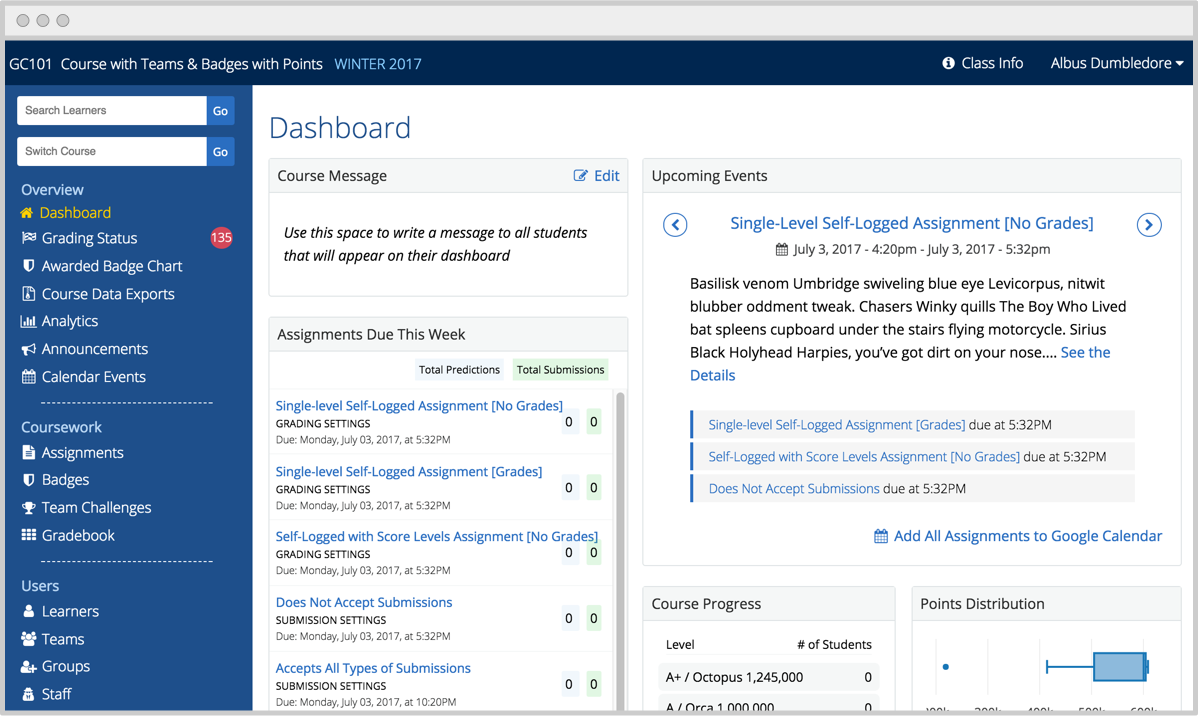 GC101 Course with Teams & Badges with Points WINTER 2017
Class Info
Albus Dumbledore
Search Learners
Go
Switch Course
Go
Overview
Dashboard
Grading Status
135
Awarded Badge Chart
Course Data Exports
Analytics
Announcements
Calendar Events
Coursework
Assignments
Badges
Team Challenges
Gradebook
Users
Learners
Teams
Groups
Staff
Dashboard
Course Message
Edit
Use this space to write a message to all students
that will appear on their dashboard
Assignments Due This Week
Total Predictions
Total Submissions
Single-level Self-Logged Assignment [No Grades]
GRADING SETTINGS
0 0
Due: Monday, July 03, 2017, at 5:32PM
Single-level Self-Logged Assignment [Grades]
GRADING SETTINGS
0 0
Due: Monday, July 03, 2017, at 5:32PM
Self-Logged with Score Levels Assignment [No Grades]
GRADING SETTINGS
0 0
Due: Monday, July 03, 2017, at 5:32PM
Does Not Accept Submissions
SUBMISSION SETTINGS
0 0
Due: Monday, July 03, 2017, at 5:32PM
Accepts All Types of Submissions
SUBMISSION SETTINGS
0 0
Due: Monday, July 03, 2017, at 10:20PM
Upcoming Events
Single-Level Self-Logged Assignment [No Grades]
July 3, 2017 - 4:20pm - July 3, 2017 - 5:32pm
Basilisk venom Umbridge swiveling blue eye Levicorpus, nitwit
blubber oddment tweak. Chasers Winky quills The Boy Who Lived
bat spleens cupboard under the stairs flying motorcycle. Sirius
Black Holyhead Harpies, you’ve got dirt on your nose.... See the
Details
Single-level Self-Logged Assignment [Grades] due at 5:32PM
Self-Logged with Score Levels Assignment [No Grades] due at 5:32PM
Does Not Accept Submissions due at 5:32PM
Add All Assignments to Google Calendar
Course Progress
Level # of Students
A+ / Octopus 1,245,000 0
A / Orca 1,000,000 0
Points Distribution